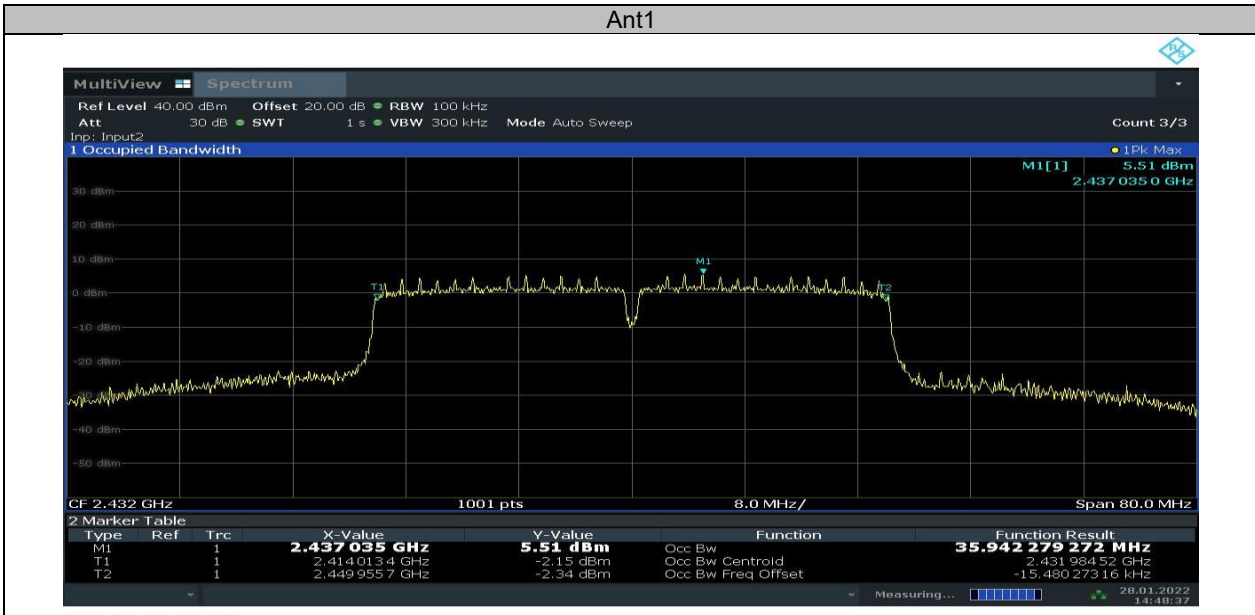 Ant1
R&S
MultiView Spectrum
Ref Level 40.00 dBm Offset 20.00 dB RBW 100 kHz
Att 30 dB SWT 1 s VBW 300 kHz Mode Auto Sweep Count 3/3
Inp: Input2
1 Occupied Bandwidth 1Pk Max
M1[1] 5.51 dBm
2.437 035 0 GHz
30 dBm
20 dBm
10 dBm
M1
T1 T2
0 dBm
-10 dBm
-20 dBm
-30 dBm
-40 dBm
-50 dBm
CF 2.432 GHz 1001 pts 8.0 MHz/ Span 80.0 MHz
2 Marker Table
Type Ref Trc X-Value Y-Value Function Function Result
M1 1 2.437 035 GHz 5.51 dBm Occ Bw 35.942 279 272 MHz
T1 1 2.414 013 4 GHz -2.15 dBm Occ Bw Centroid 2.431 984 52 GHz
T2 1 2.449 955 7 GHz -2.34 dBm Occ Bw Freq Offset -15.480 273 16 kHz
Measuring... 28.01.2022
14:48:37